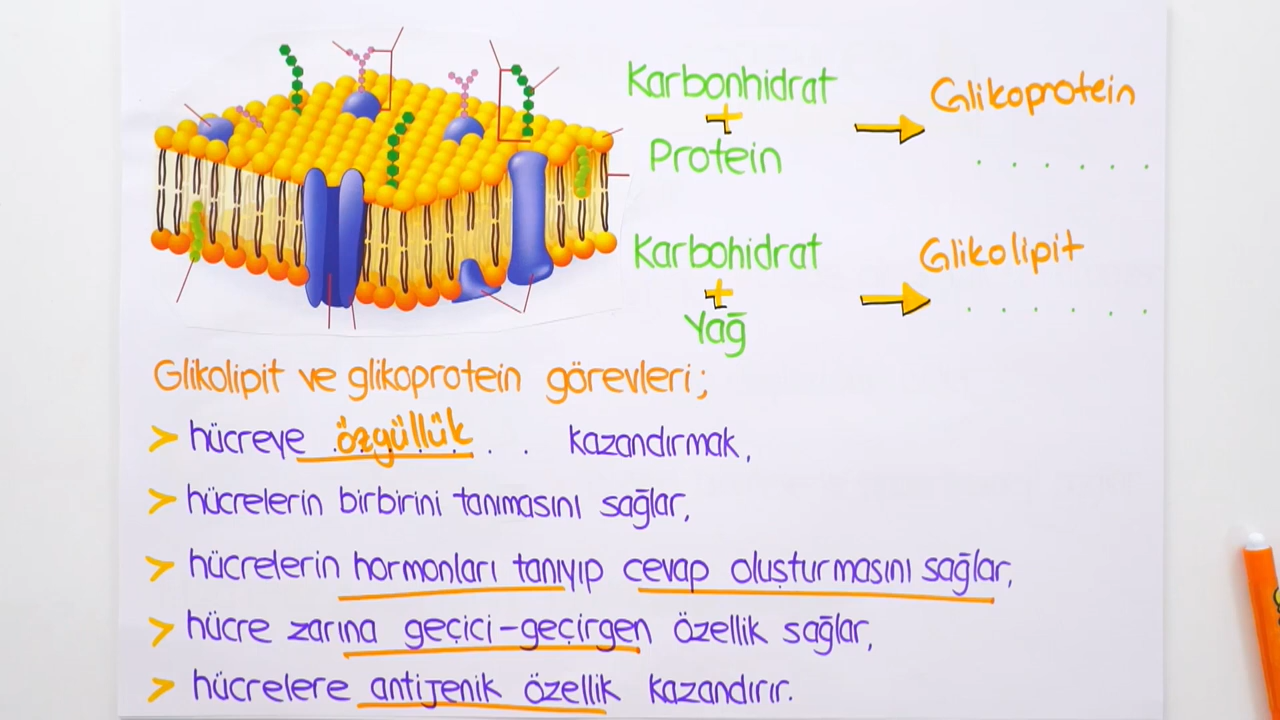 Karbonhidrat
+
Protein
Glikoprotein
Karbohidrat
+
Yağ
Glikolipit
Glikolipit ve glikoprotein görevleri;
hücreye özgüllük kazandırmak,
hücrelerin birbirini tanımasını sağlar,
hücrelerin hormonları tanıyıp cevap oluşturmasını sağlar,
hücre zarına geçici-geçirgen özellik sağlar,
hücrelere antijenik özellik kazandırır.